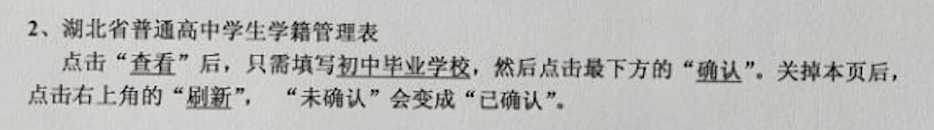 2、湖北省普通高中学生学籍管理表
点击“查看”后，只需填写初中毕业学校，然后点击最下方的“确认”。关掉本页后，
点击右上角的“刷新”， “未确认”会变成“已确认”。